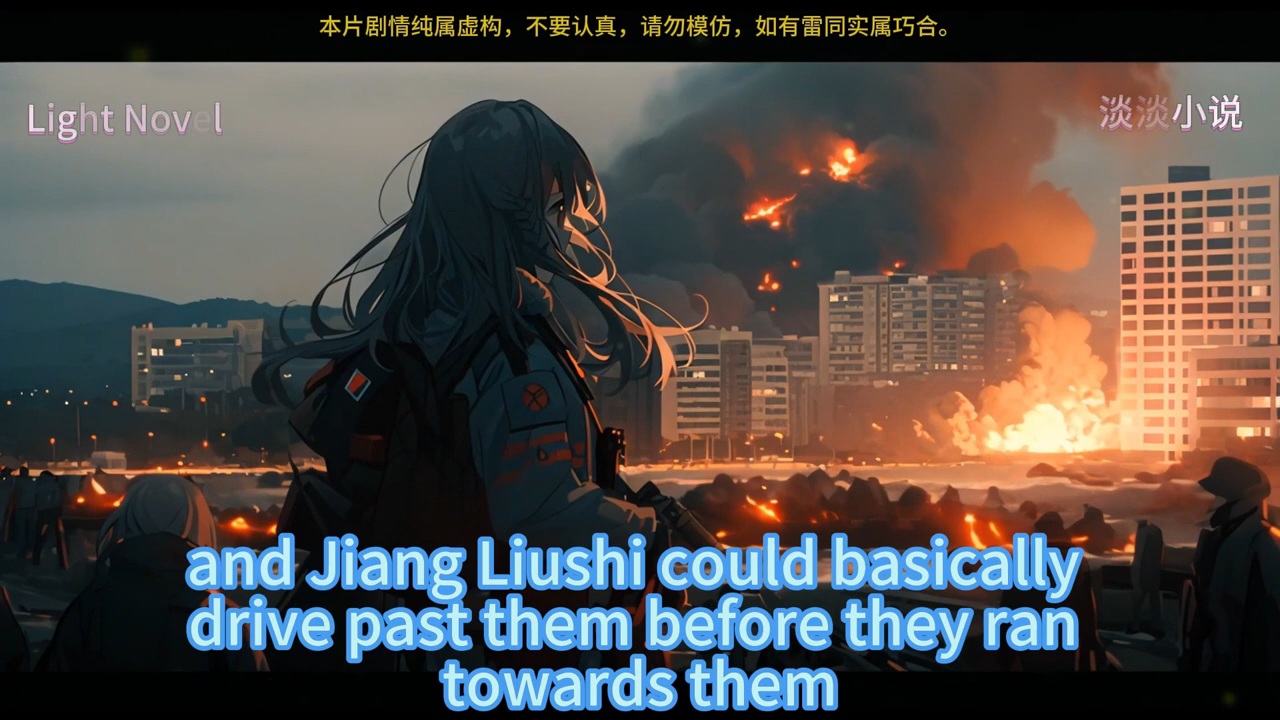 本片剧情纯属虚构，不要认真，请勿模仿，如有雷同实属巧合。
Light Novel
淡淡小说
and Jiang Liushi could basically
drive past them before they ran
towards them